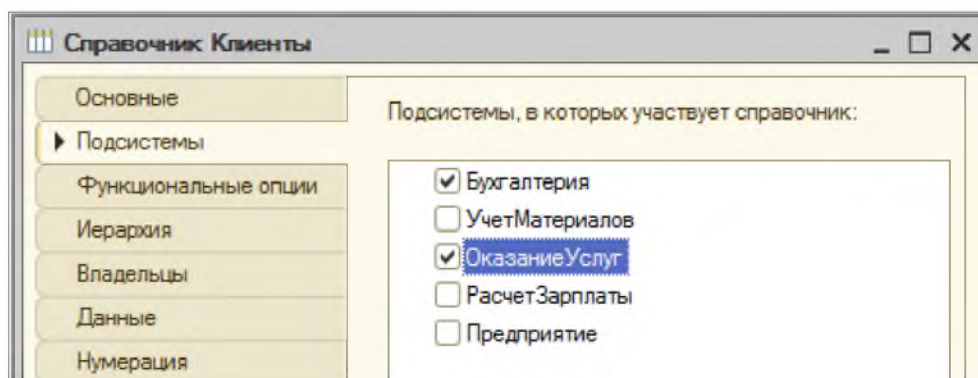 Справочник Клиенты
Основные
Подсистемы
Функциональные опции
Иерархия
Владельцы
Данные
Нумерация
Подсистемы, в которых участвует справочник:
Бухгалтерия
УчетМатериалов
ОказаниеУслуг
РасчетЗарплаты
Предприятие